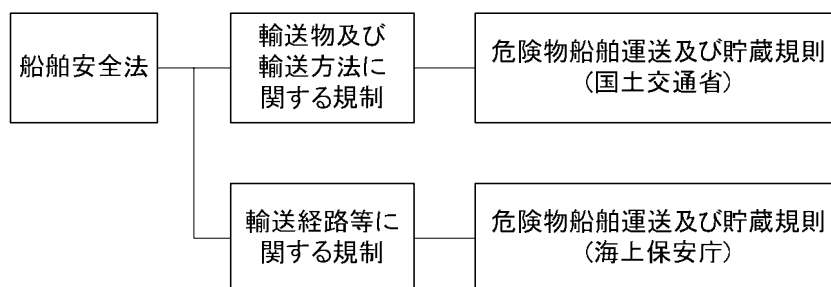 船舶安全法
輸送物及び
輸送方法に
関する規制
危険物船舶運送及び貯蔵規則
(国土交通省)
輸送経路等に
関する規制
危険物船舶運送及び貯蔵規則
(海上保安庁)